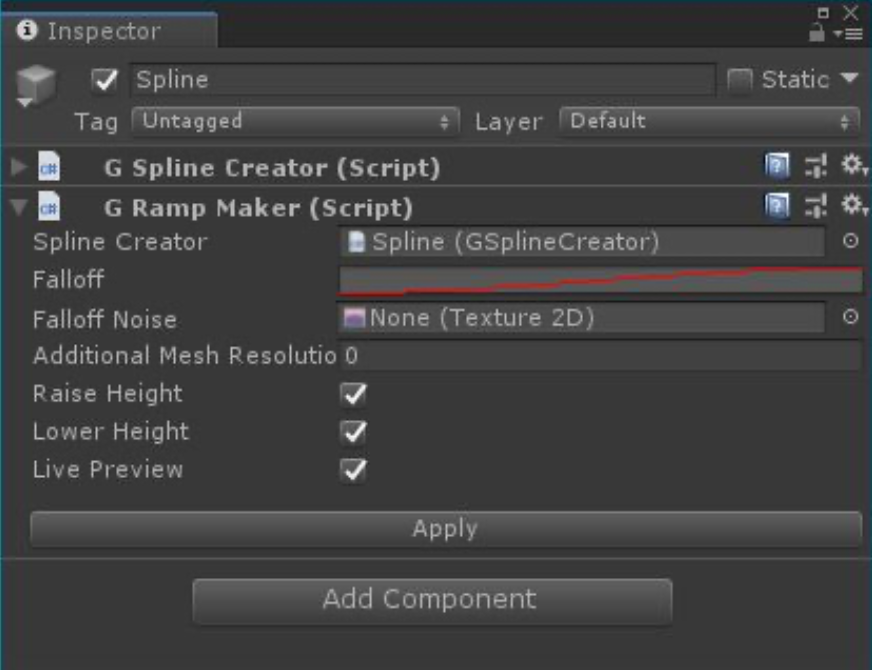 Inspector
Spline Static
Tag Untagged Layer Default
c# G Spline Creator (Script)
c# G Ramp Maker (Script)
Spline Creator Spline (GSplineCreator)
Falloff
Falloff Noise None (Texture 2D)
Additional Mesh Resolutio 0
Raise Height
Lower Height
Live Preview
Apply
Add Component